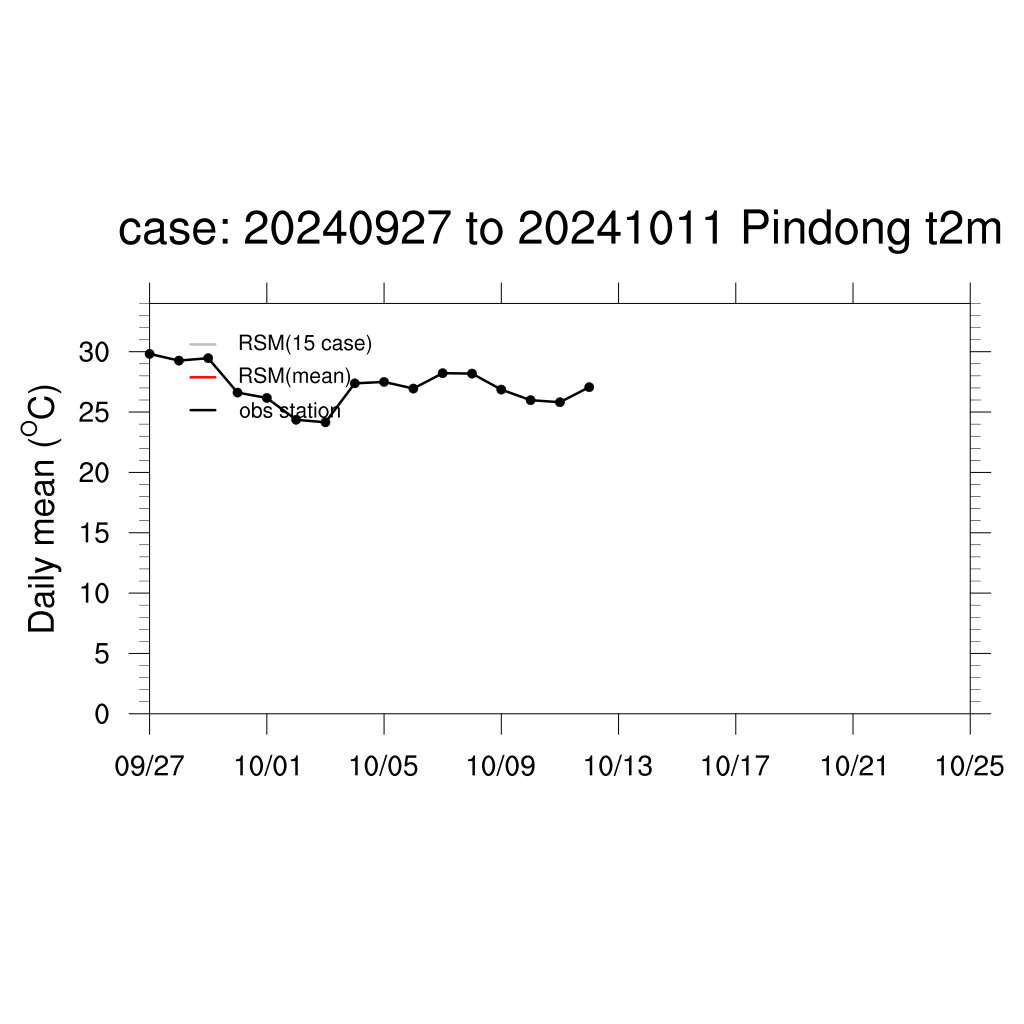 case: 20240927 to 20241011 Pindong t2m
RSM(15 case)
RSM(mean)
obs station
Daily mean (°C)
30
25
20
15
10
5
0
09/27 10/01 10/05 10/09 10/13 10/17 10/21 10/25